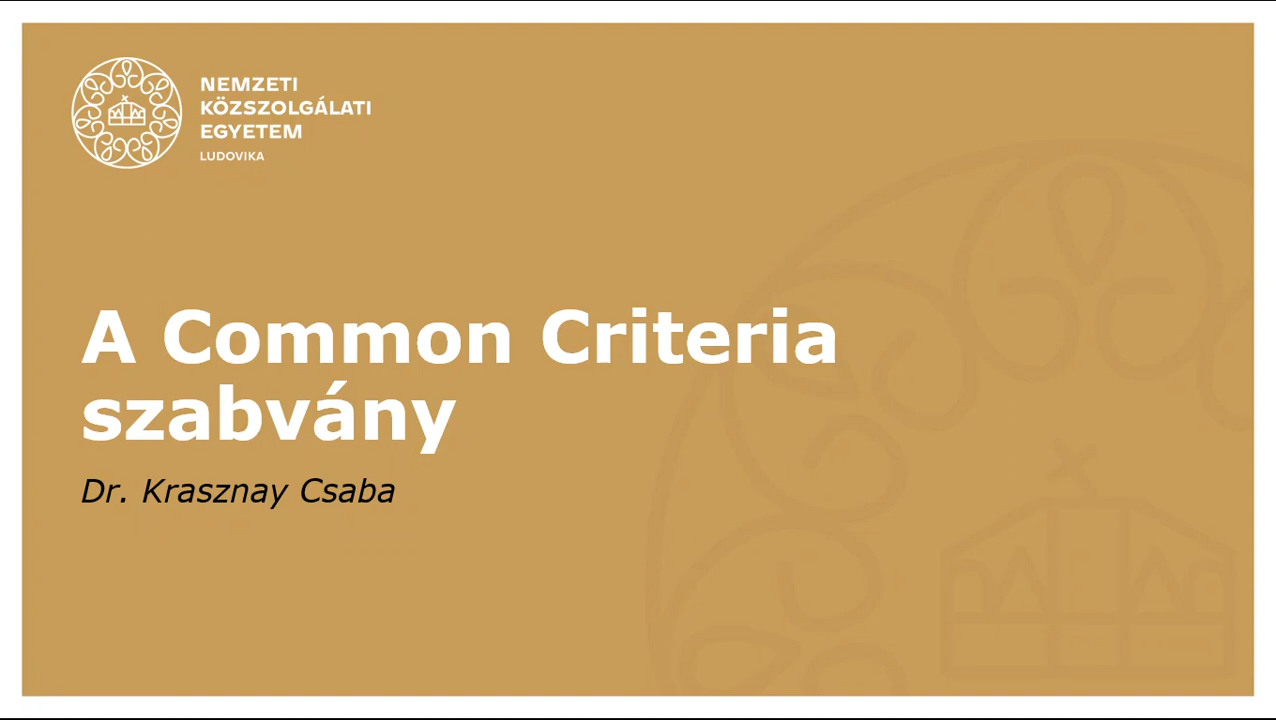 NEMZETI
KÖZSZOLGÁLATI
EGYETEM
LUDOVIKA
A Common Criteria
szabvány
Dr. Krasznay Csaba